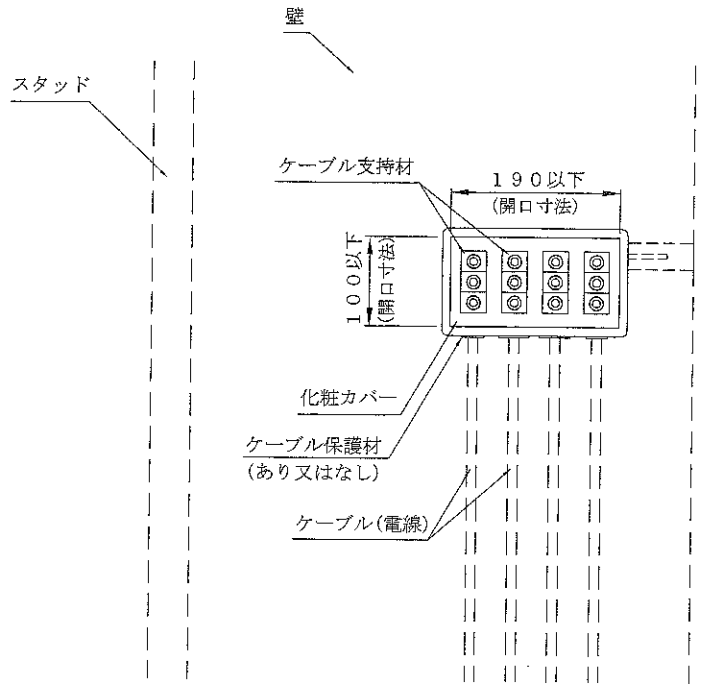 壁
スタッド
ケーブル支持材
190以下
(開口寸法)
100以下
(開口寸法)
化粧カバー
ケーブル保護材
(あり又はなし)
ケーブル(電線)